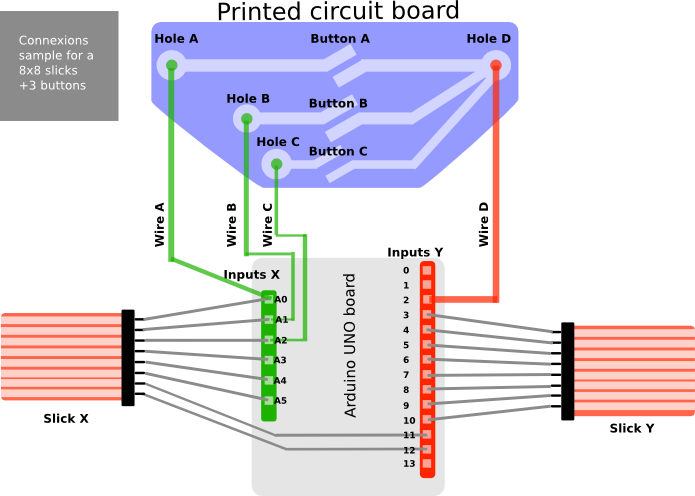 Printed circuit board
Connexions
sample for a
8x8 slicks
+3 buttons
Hole A
Button A
Hole D
Hole B
Button B
Hole C
Button C
Wire A
Wire B
Wire C
Wire D
Inputs X
Inputs Y
Arduino UNO board
A0
A1
A2
A3
A4
A5
0
1
2
3
4
5
6
7
8
9
10
11
12
13
Slick X
Slick Y